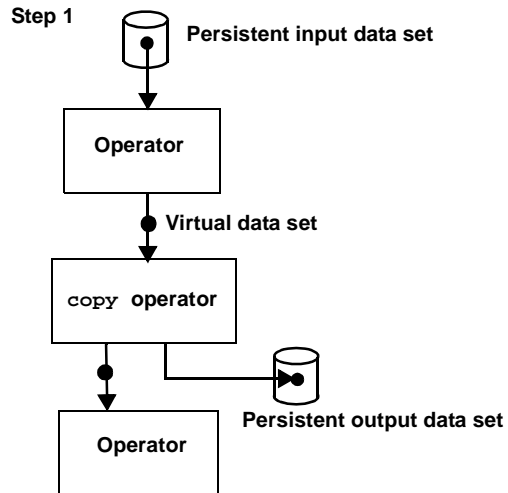 Step 1
Persistent input data set
Operator
Virtual data set
copy operator
Persistent output data set
Operator